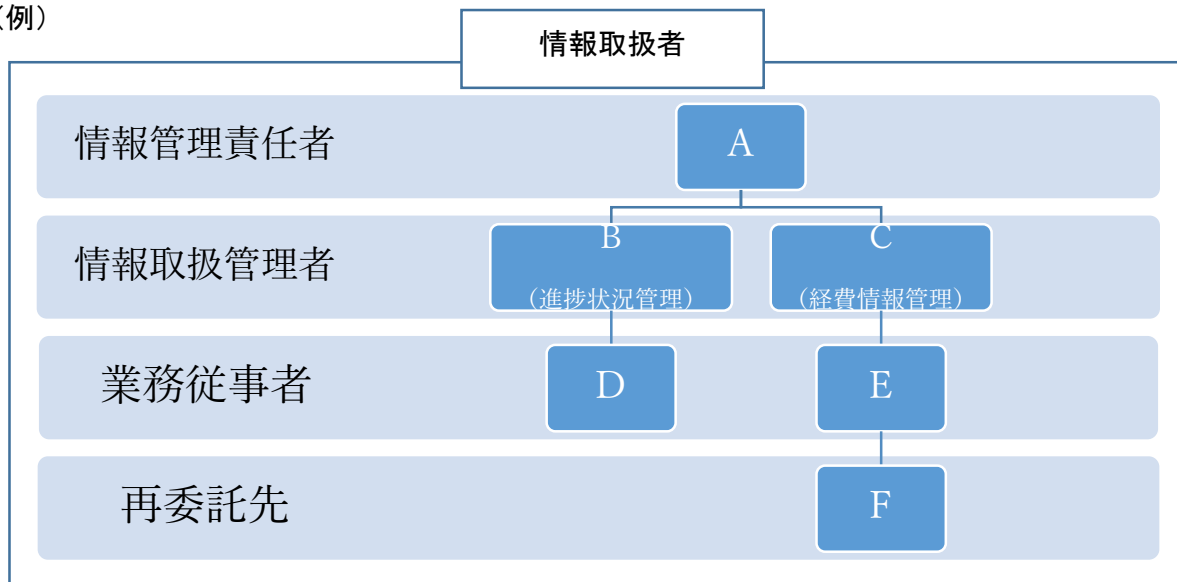 （例）
情報取扱者
情報管理責任者
A
情報取扱管理者
B
（進捗状況管理）
C
（経費情報管理）
業務従事者
D
E
再委託先
F